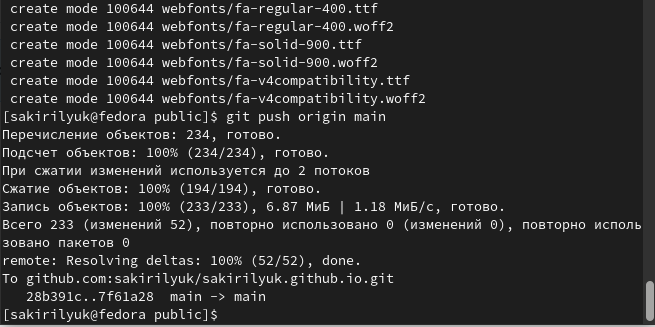 create mode 100644 webfonts/fa-regular-400.ttf
create mode 100644 webfonts/fa-regular-400.woff2
create mode 100644 webfonts/fa-solid-900.ttf
create mode 100644 webfonts/fa-solid-900.woff2
create mode 100644 webfonts/fa-v4compatibility.ttf
create mode 100644 webfonts/fa-v4compatibility.woff2
[sakirilyuk@fedora public]$ git push origin main
Перечисление объектов: 234, готово.
Подсчет объектов: 100% (234/234), готово.
При сжатии изменений используется до 2 потоков
Сжатие объектов: 100% (194/194), готово.
Запись объектов: 100% (233/233), 6.87 МиБ | 1.18 МиБ/с, готово.
Всего 233 (изменений 52), повторно использовано 0 (изменений 0), повторно исполь
зовано пакетов 0
remote: Resolving deltas: 100% (52/52), done.
To github.com:sakirilyuk/sakirilyuk.github.io.git
28b391c..7f61a28  main -> main
[sakirilyuk@fedora public]$